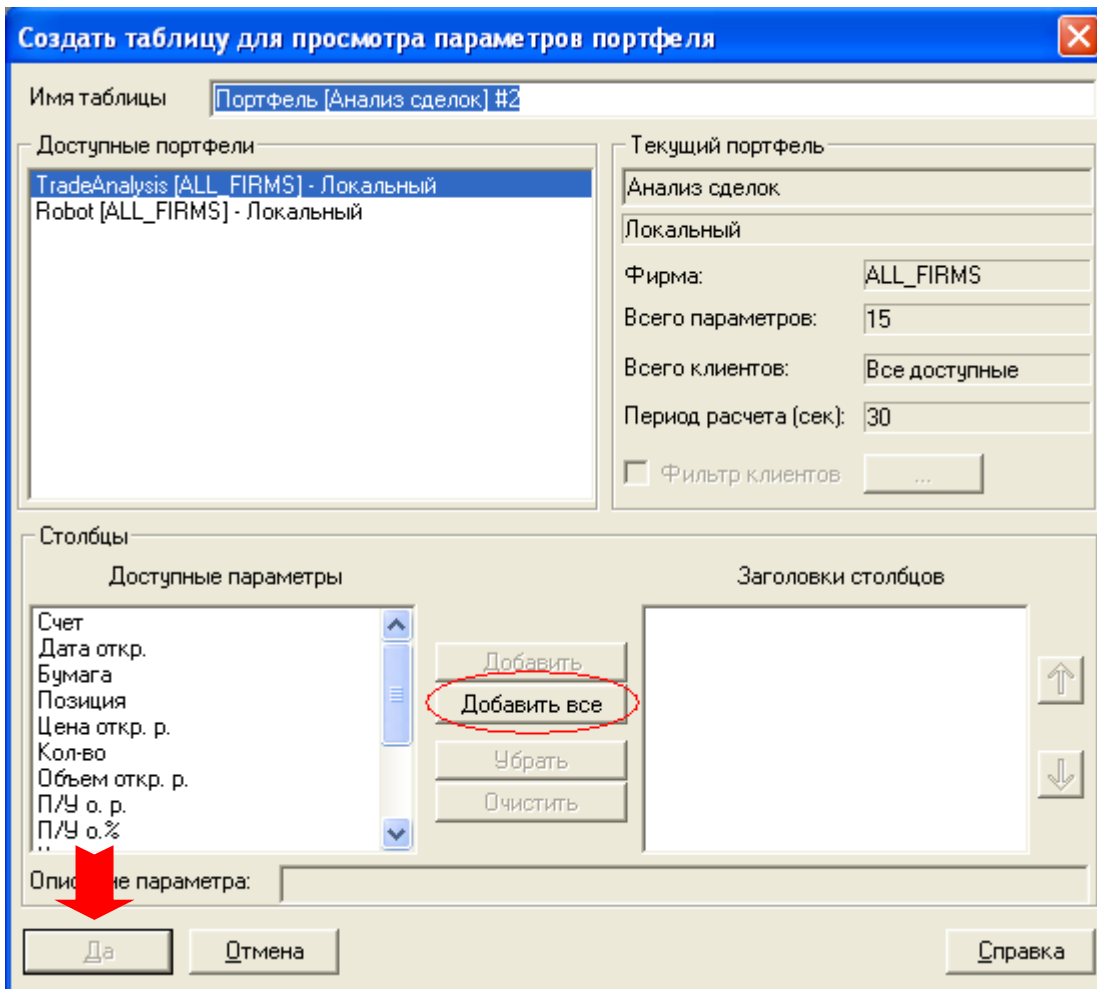 Создать таблицу для просмотра параметров портфеля
Имя таблицы
Портфель [Анализ сделок] #2
Доступные портфели
TradeAnalysis [ALL_FIRMS] - Локальный
Robot [ALL_FIRMS] - Локальный
Текущий портфель
Анализ сделок
Локальный
Фирма: ALL_FIRMS
Всего параметров: 15
Всего клиентов: Все доступные
Период расчета (сек): 30
Фильтр клиентов ...
Столбцы
Доступные параметры
Счет
Дата откр.
Бумага
Позиция
Цена откр. р.
Кол-во
Объем откр. р.
П/У о. р.
П/У о.%
Добавить
Добавить все
Убрать
Очистить
Заголовки столбцов
параметра:
Да
Отмена
Справка